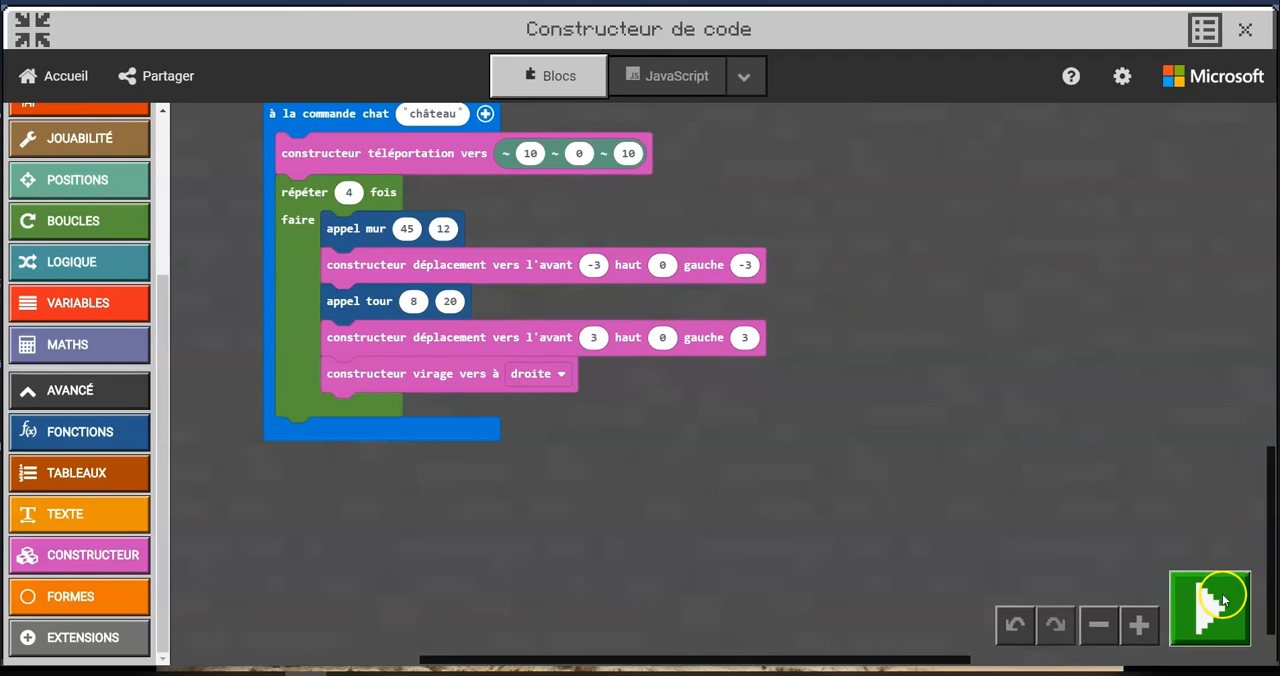 Constructeur de code
Accueil
Partager
Blocs
JS JavaScript
?
Microsoft
JOUABILITÉ
POSITIONS
BOUCLES
LOGIQUE
VARIABLES
MATHS
AVANCÉ
f(x) FONCTIONS
TABLEAUX
T TEXTE
CONSTRUCTEUR
FORMES
EXTENSIONS
à la commande chat "château"
constructeur téléportation vers ~ 10 ~ 0 ~ 10
répéter 4 fois
faire
appel mur 45 12
constructeur déplacement vers l'avant -3 haut 0 gauche -3
appel tour 8 20
constructeur déplacement vers l'avant 3 haut 0 gauche 3
constructeur virage vers à droite